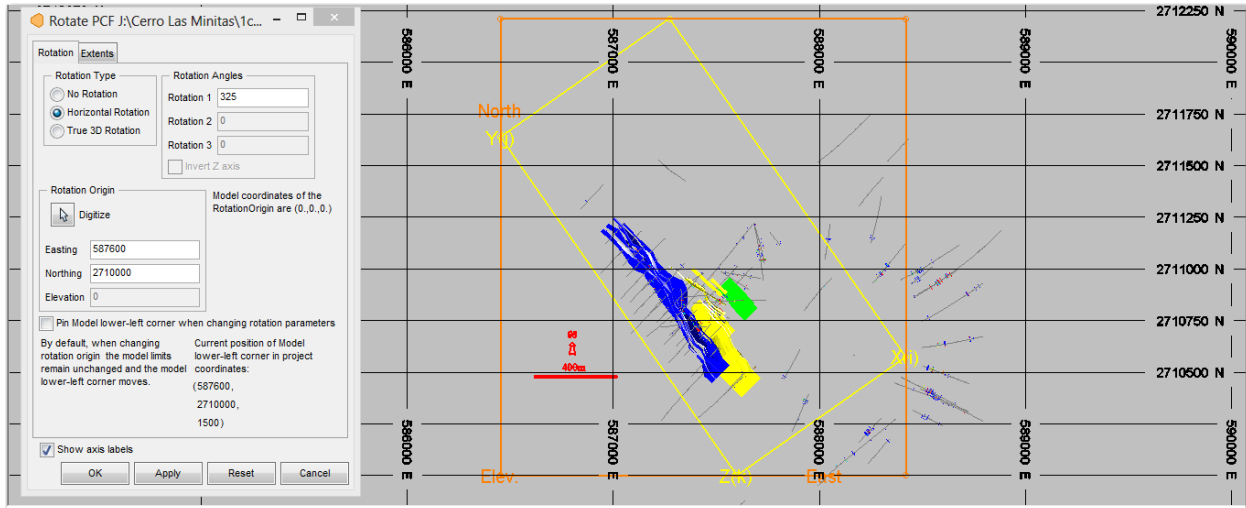 Rotate PCF J:\Cerro Las Minitas\1c...
Rotation Extents
Rotation Type
No Rotation
Horizontal Rotation
True 3D Rotation
Rotation Angles
Rotation 1 325
Rotation 2 0
Rotation 3 0
Invert Z axis
Rotation Origin
Digitize
Model coordinates of the
RotationOrigin are (0.,0.,0.)
Easting 587600
Northing 2710000
Elevation 0
Pin Model lower-left corner when changing rotation parameters
By default, when changing
rotation origin the model limits
remain unchanged and the model
lower-left corner moves.
Current position of Model
lower-left corner in project
coordinates:
(587600,
2710000,
1500)
Show axis labels
OK Apply Reset Cancel
586000 E
587000 E
588000 E
589000 E
590000 E
2712250 N
2711750 N
2711500 N
2711250 N
2711000 N
2710750 N
2710500 N
North
Y(j)
X(i)
400m
Elev.
Z(k)
East
586000 E
587000 E
588000 E
589000 E
590000 E